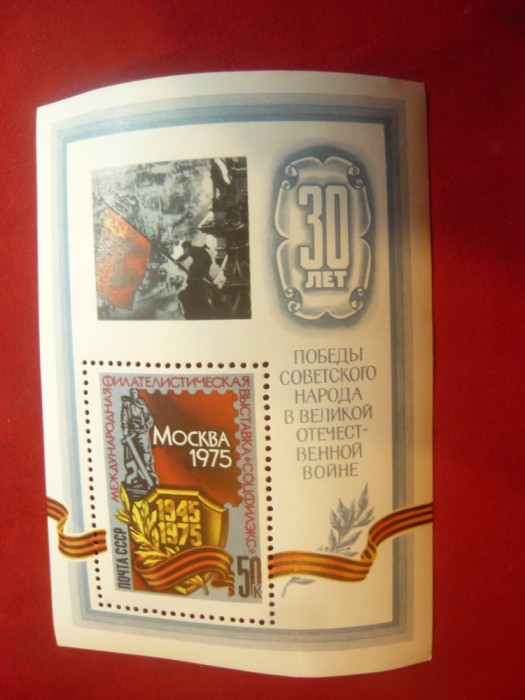 30
ЛЕТ
ПОБЕДЫ
СОВЕТСКОГО
НАРОДА
В ВЕЛИКОЙ
ОТЕЧЕСТ-
ВЕННОЙ
ВОЙНЕ
МЕЖДУНАРОДНАЯ ФИЛАТЕЛИСТИЧЕСКАЯ ВЫСТАВКА "СОЦФИЛЭКС"
МОСКВА
1975
1945
1975
ПОЧТА СССР
50К